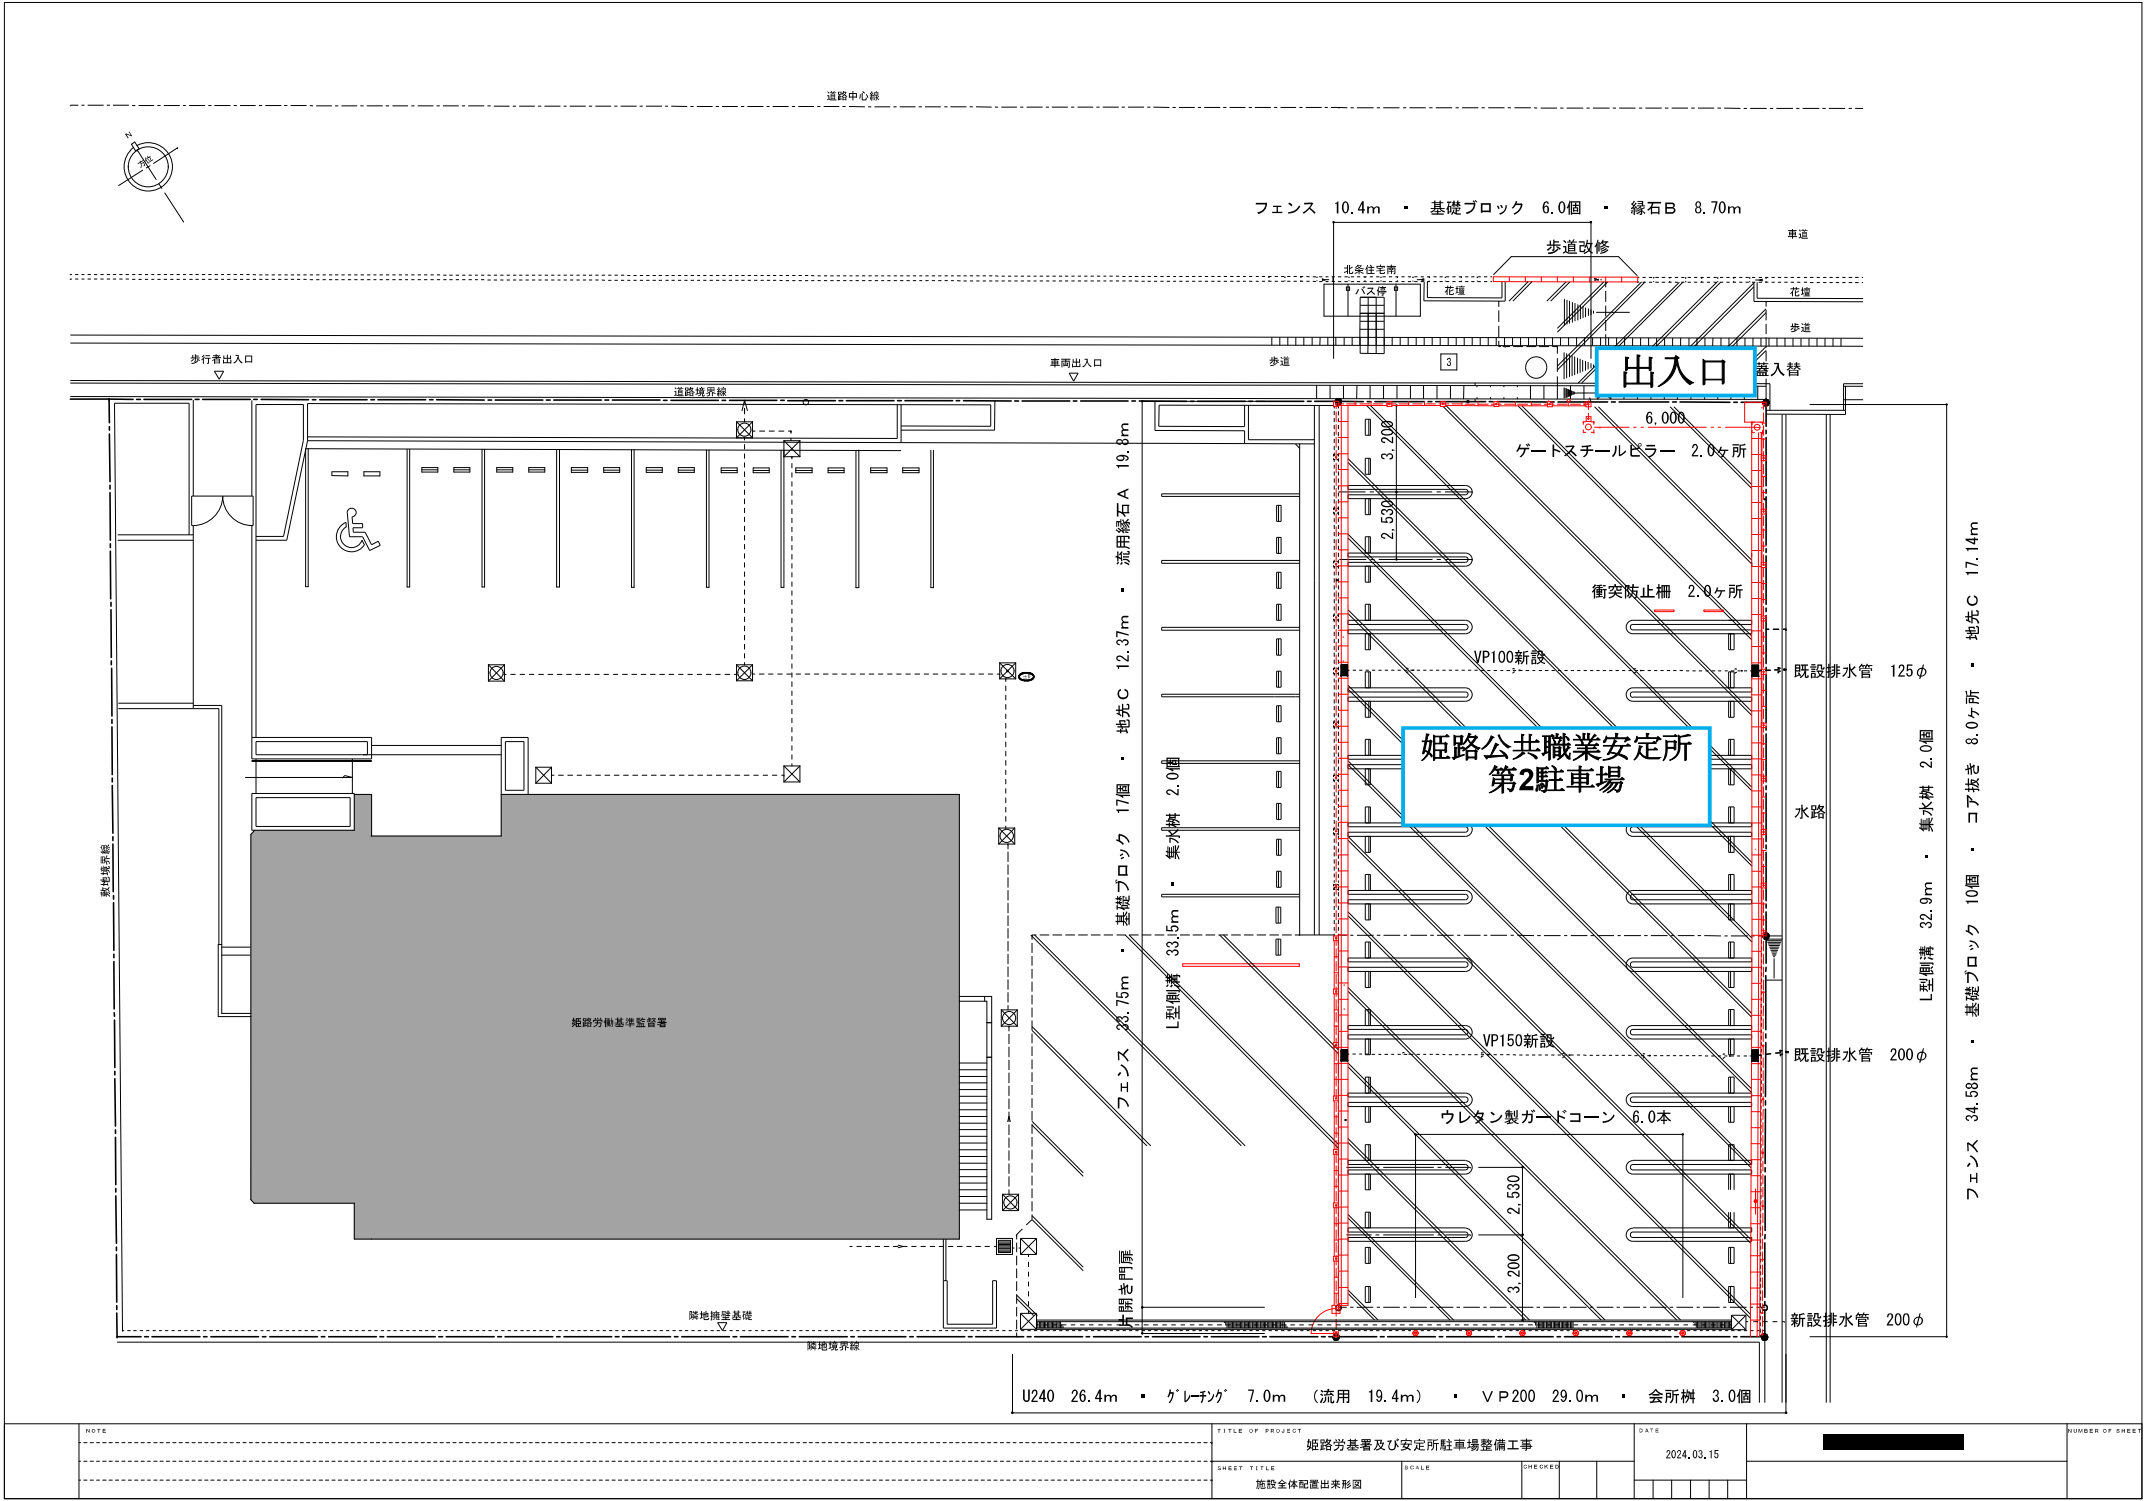 道路中心線
N
方位
フェンス 10.4m ・ 基礎ブロック 6.0個 ・ 縁石B 8.70m
車道
歩道改修
北条住宅南
バス停
花壇
花壇
歩道
歩行者出入口
車両出入口
歩道
3
出入口
蓋入替
道路境界線
6,000
ゲートスチールピラー 2.0ヶ所
3,200
2,530
衝突防止柵 2.0ヶ所
VP100新設
既設排水管 125φ
姫路公共職業安定所
第2駐車場
水路
フェンス 33.75m ・ 基礎ブロック 17個 ・ 地先C 12.37m ・ 流用縁石A 19.8m
L型側溝 33.5m ・ 集水桝 2.0個
L型側溝 32.9m ・ 集水桝 2.0個
フェンス 34.58m ・ 基礎ブロック 10個 ・ コア抜き 8.0ヶ所 ・ 地先C 17.14m
敷地境界線
姫路労働基準監督署
VP150新設
既設排水管 200φ
ウレタン製ガードコーン 6.0本
2,530
3,200
片開き門扉
隣地擁壁基礎
新設排水管 200φ
隣地境界線
U240 26.4m ・ グレーチング 7.0m (流用 19.4m) ・ VP200 29.0m ・ 会所桝 3.0個
NOTE
TITLE OF PROJECT
姫路労基署及び安定所駐車場整備工事
SHEET TITLE
施設全体配置出来形図
SCALE
CHECKED
DATE
2024.03.15
NUMBER OF SHEET